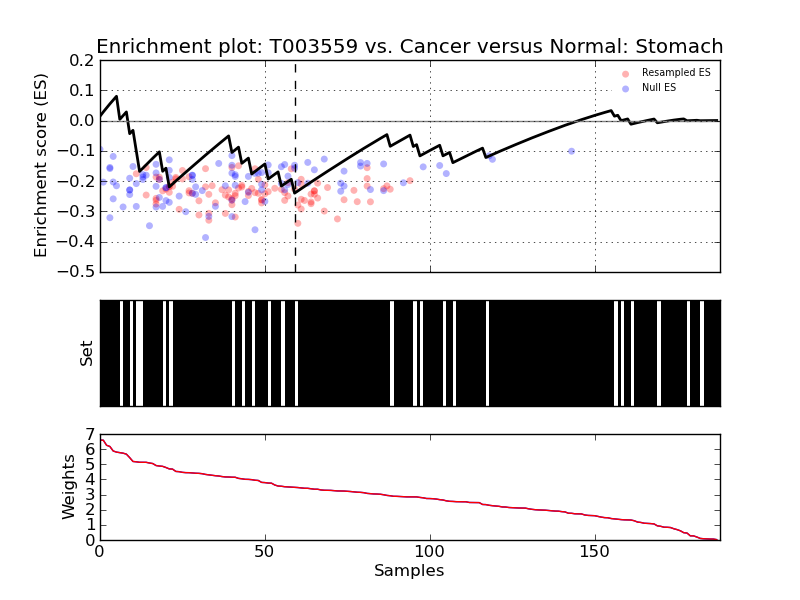 Enrichment plot: T003559 vs. Cancer versus Normal: Stomach
Enrichment score (ES)
0.2
0.1
0.0
−0.1
−0.2
−0.3
−0.4
−0.5
Resampled ES
Null ES
Set
Weights
7
6
5
4
3
2
1
0
0 50 100 150
Samples